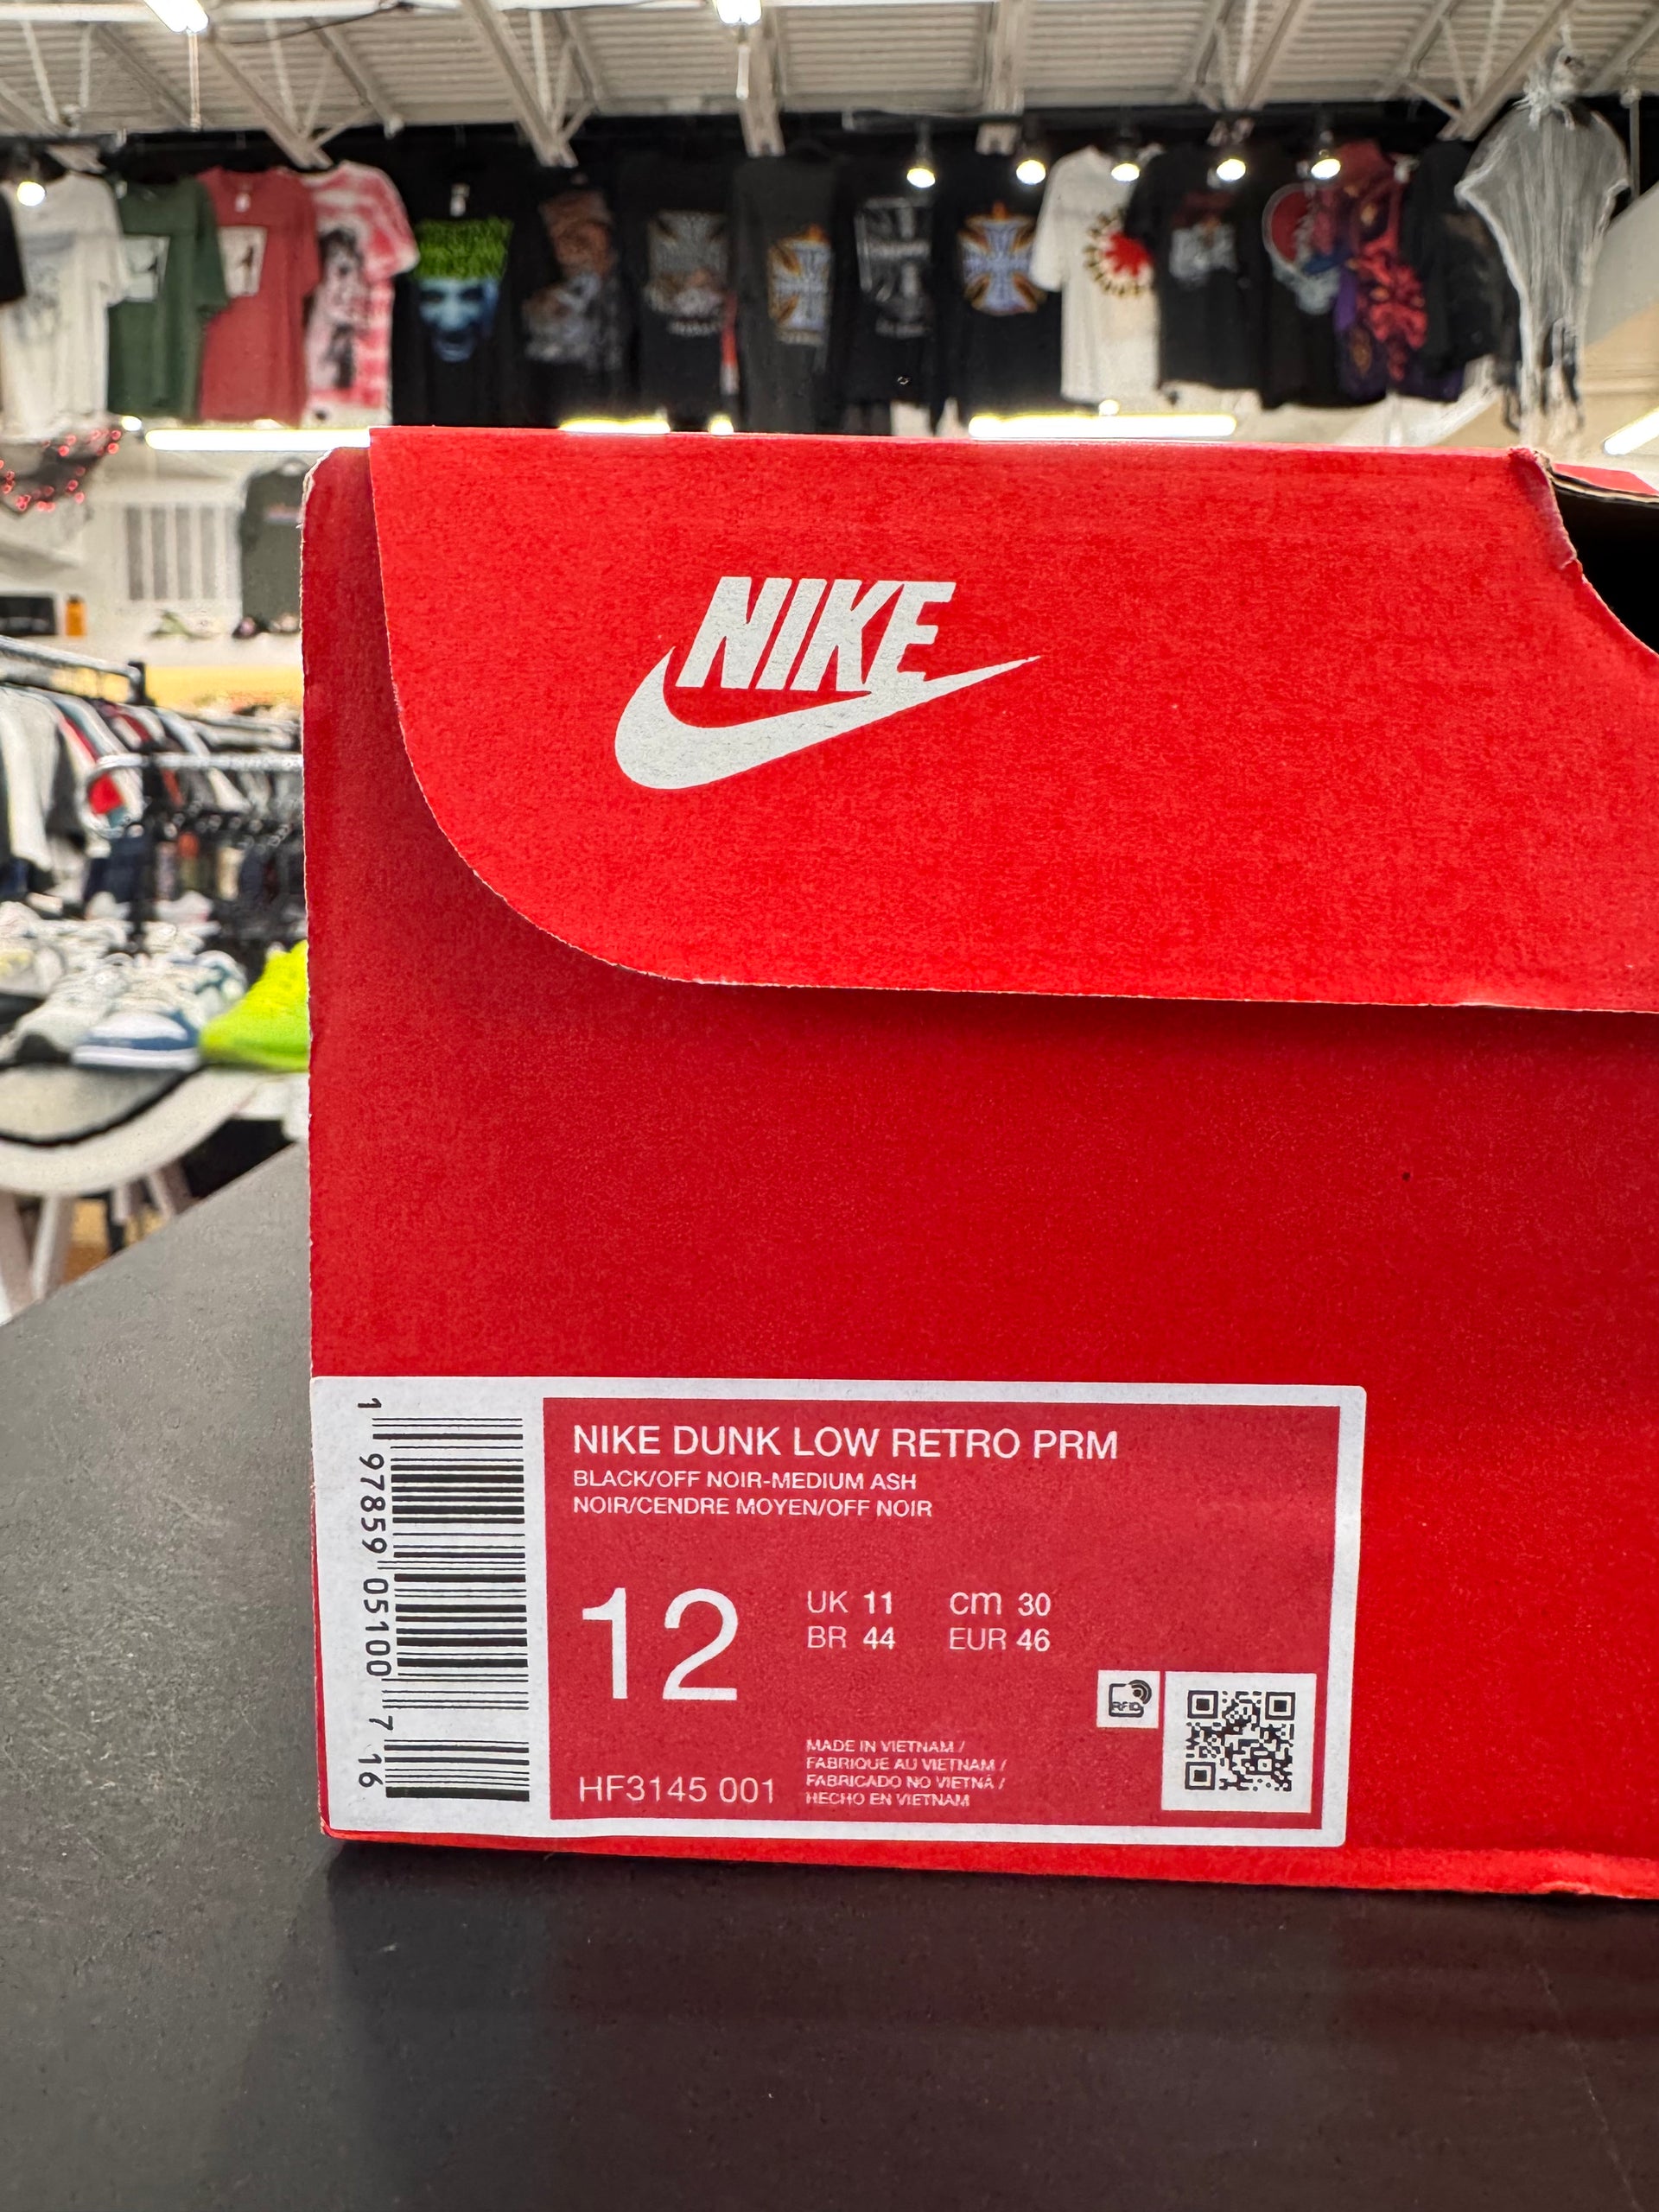 NIKE
NIKE DUNK LOW RETRO PRM
BLACK/OFF NOIR-MEDIUM ASH
NOIR/CENDRE MOYEN/OFF NOIR
12
UK 11
cm 30
BR 44
EUR 46
RFID
HF3145 001
MADE IN VIETNAM /
FABRIQUE AU VIETNAM /
FABRICADO NO VIETNÃ /
HECHO EN VIETNAM
1 97859 05100 7 16